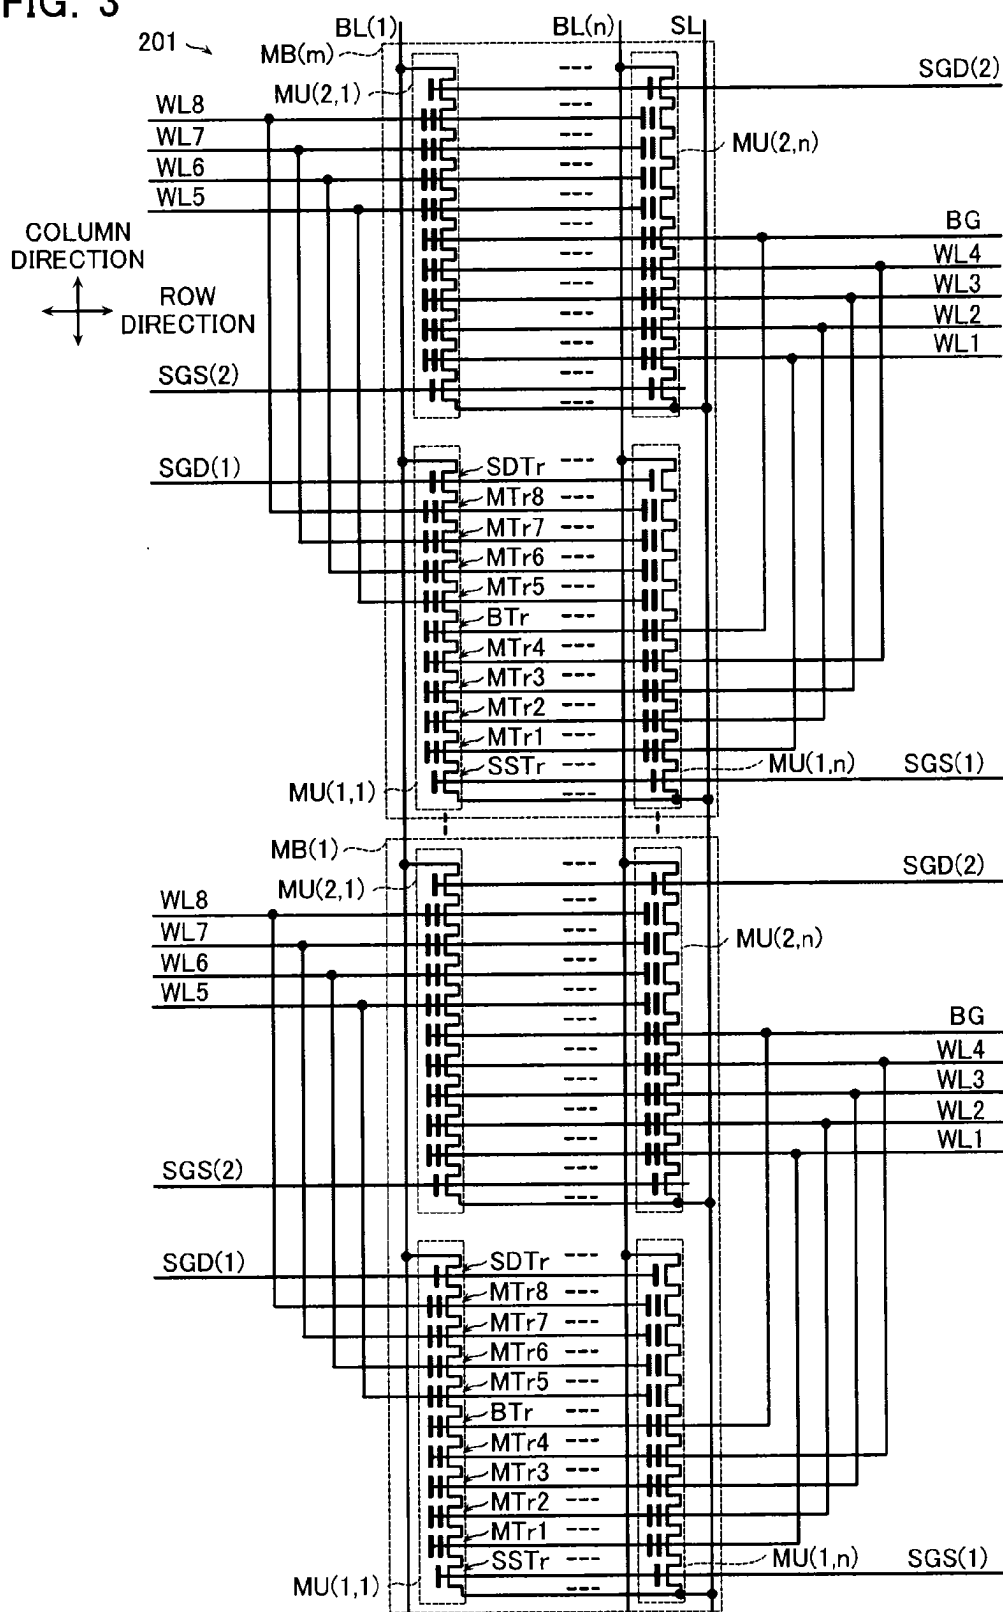 FIG. 3
201
BL(1)
BL(n)
SL
MB(m)
SGD(2)
MU(2,1)
WL8
WL7
MU(2,n)
WL6
WL5
BG
COLUMN
DIRECTION
WL4
ROW
DIRECTION
WL3
WL2
WL1
SGS(2)
SGD(1)
SDTr
MTr8
MTr7
MTr6
MTr5
BTr
MTr4
MTr3
MTr2
MTr1
SSTr
MU(1,n)
SGS(1)
MU(1,1)
MB(1)
SGD(2)
MU(2,1)
WL8
WL7
MU(2,n)
WL6
WL5
BG
WL4
WL3
WL2
WL1
SGS(2)
SGD(1)
SDTr
MTr8
MTr7
MTr6
MTr5
BTr
MTr4
MTr3
MTr2
MTr1
SSTr
MU(1,n)
SGS(1)
MU(1,1)